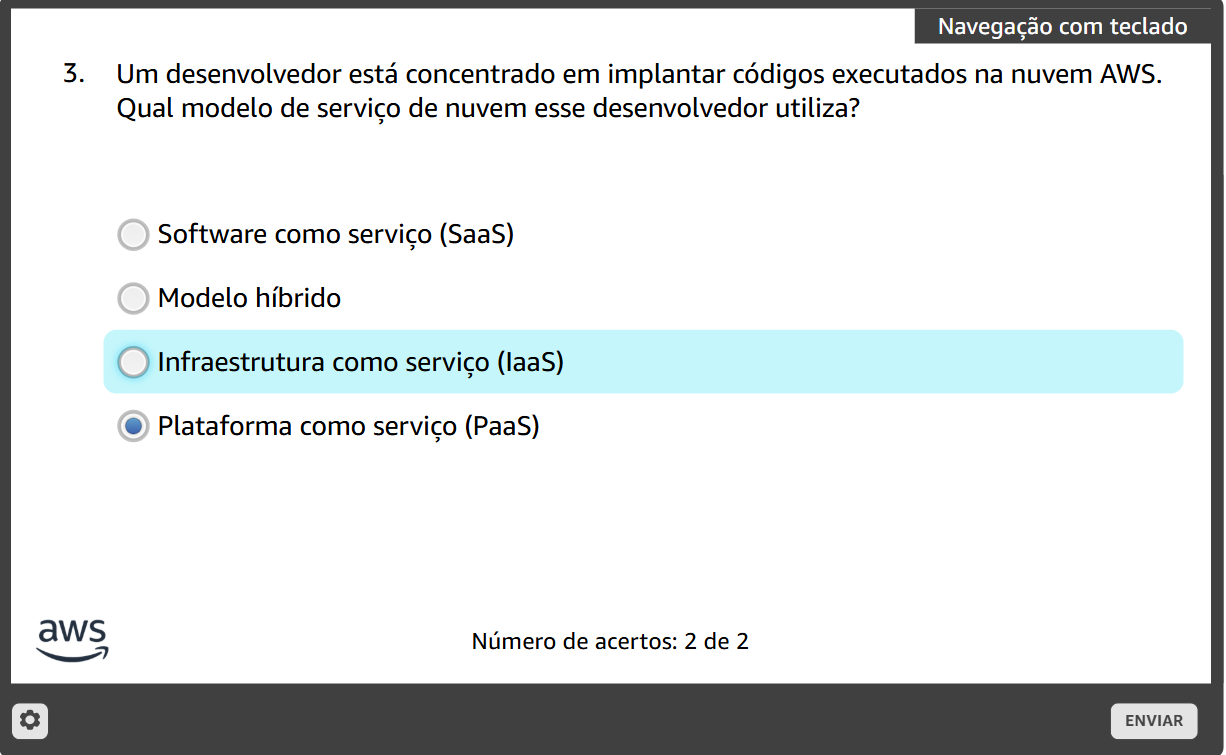 Navegação com teclado
3. Um desenvolvedor está concentrado em implantar códigos executados na nuvem AWS.
Qual modelo de serviço de nuvem esse desenvolvedor utiliza?
Software como serviço (SaaS)
Modelo híbrido
Infraestrutura como serviço (IaaS)
Plataforma como serviço (PaaS)
aws
Número de acertos: 2 de 2
ENVIAR